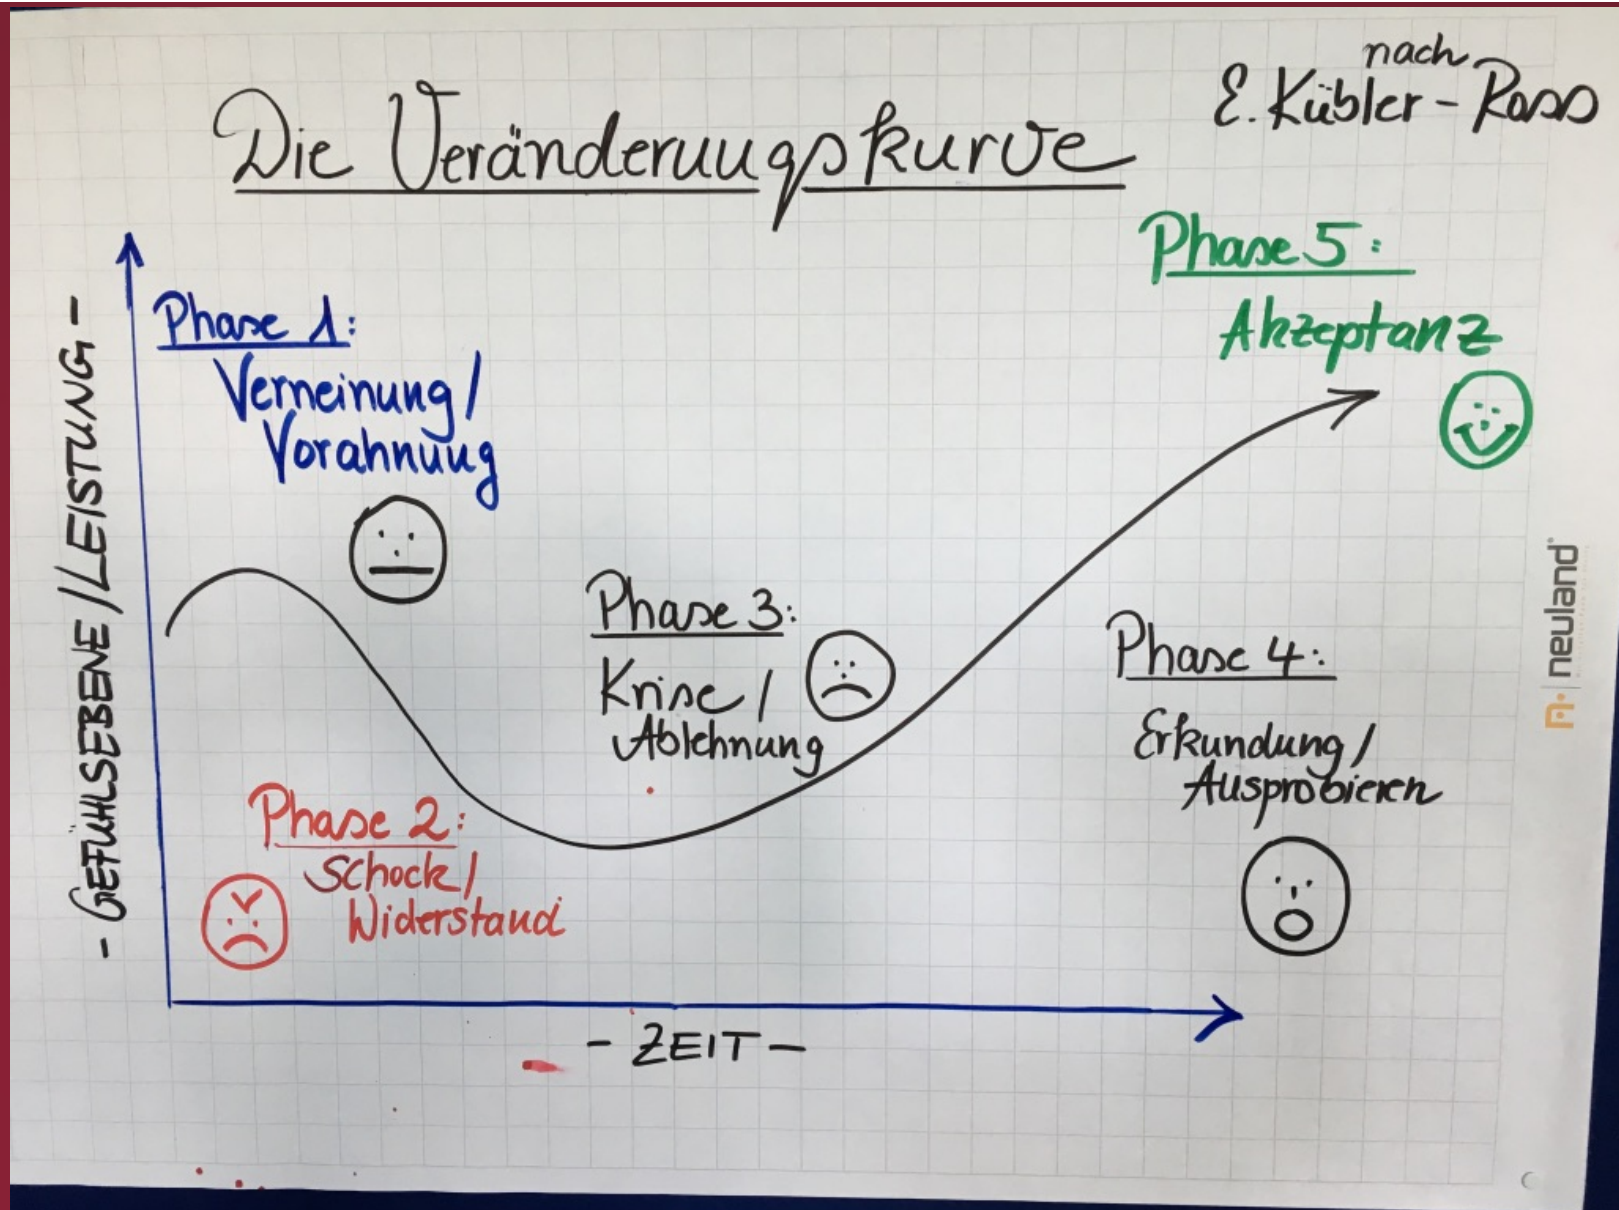 Die Veränderungskurve
nach
E. Kübler-Ross
Phase 1:
Verneinung/
Vorahnung
Phase 2:
Schock/
Widerstand
Phase 3:
Krise/
Ablehnung
Phase 4:
Erkundung/
Ausprobieren
Phase 5:
Akzeptanz
- GEFÜHLSEBENE/LEISTUNG -
- ZEIT -
neuland